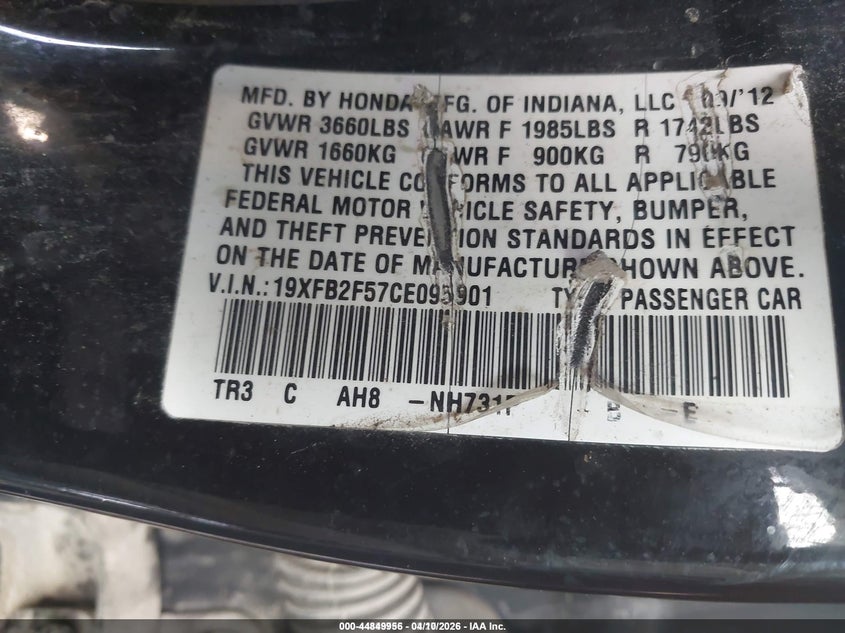 MFD. BY HONDA MFG. OF INDIANA, LLC 09/'12
GVWR 3660LBS GAWR F 1985LBS R 1742LBS
GVWR 1660KG GAWR F 900KG R 790KG
THIS VEHICLE CONFORMS TO ALL APPLICABLE
FEDERAL MOTOR VEHICLE SAFETY, BUMPER,
AND THEFT PREVENTION STANDARDS IN EFFECT
ON THE DATE OF MANUFACTURE SHOWN ABOVE.
V.I.N.:19XFB2F57CE095901 TYPE PASSENGER CAR
TR3 C AH8 -NH731P B E
000-44849956 - 04/10/2026 - IAA Inc.